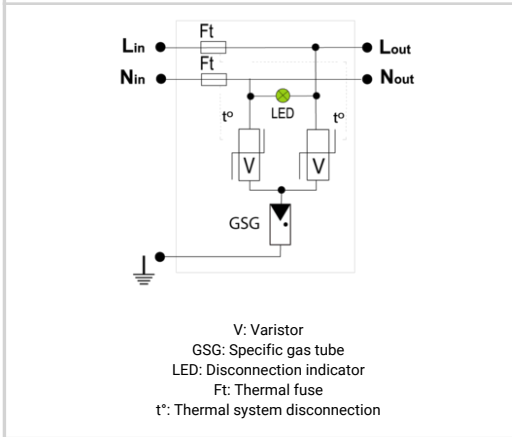 Ft
Lin Lout
Ft
Nin Nout
t° LED t°
V V
GSG
V: Varistor
GSG: Specific gas tube
LED: Disconnection indicator
Ft: Thermal fuse
t°: Thermal system disconnection